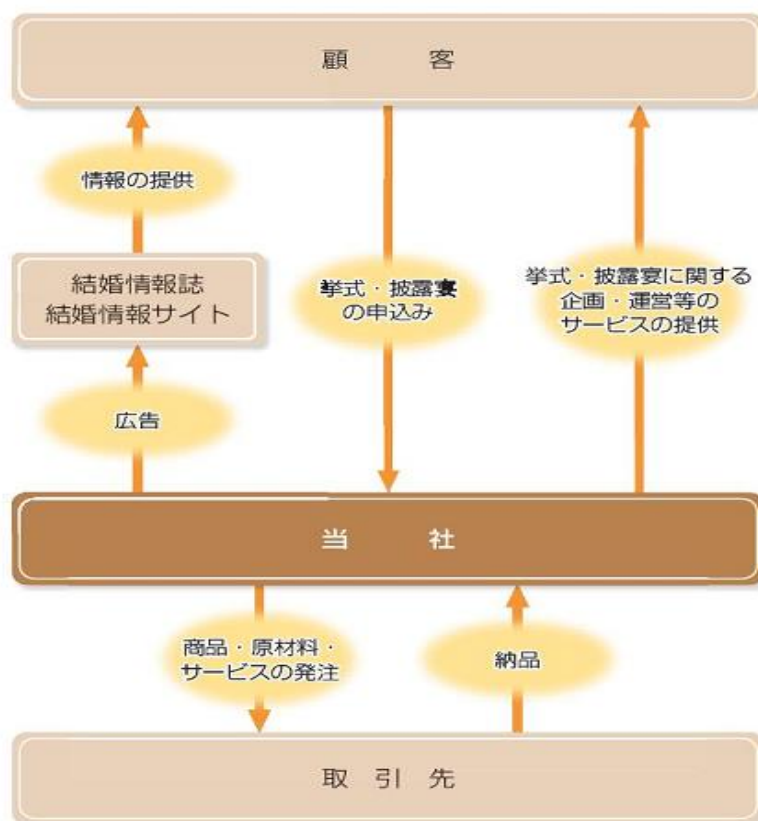 顧客
情報の提供
結婚情報誌
結婚情報サイト
挙式・披露宴
の申込み
挙式・披露宴に関する
企画・運営等の
サービスの提供
広告
当社
商品・原材料・
サービスの発注
納品
取引先